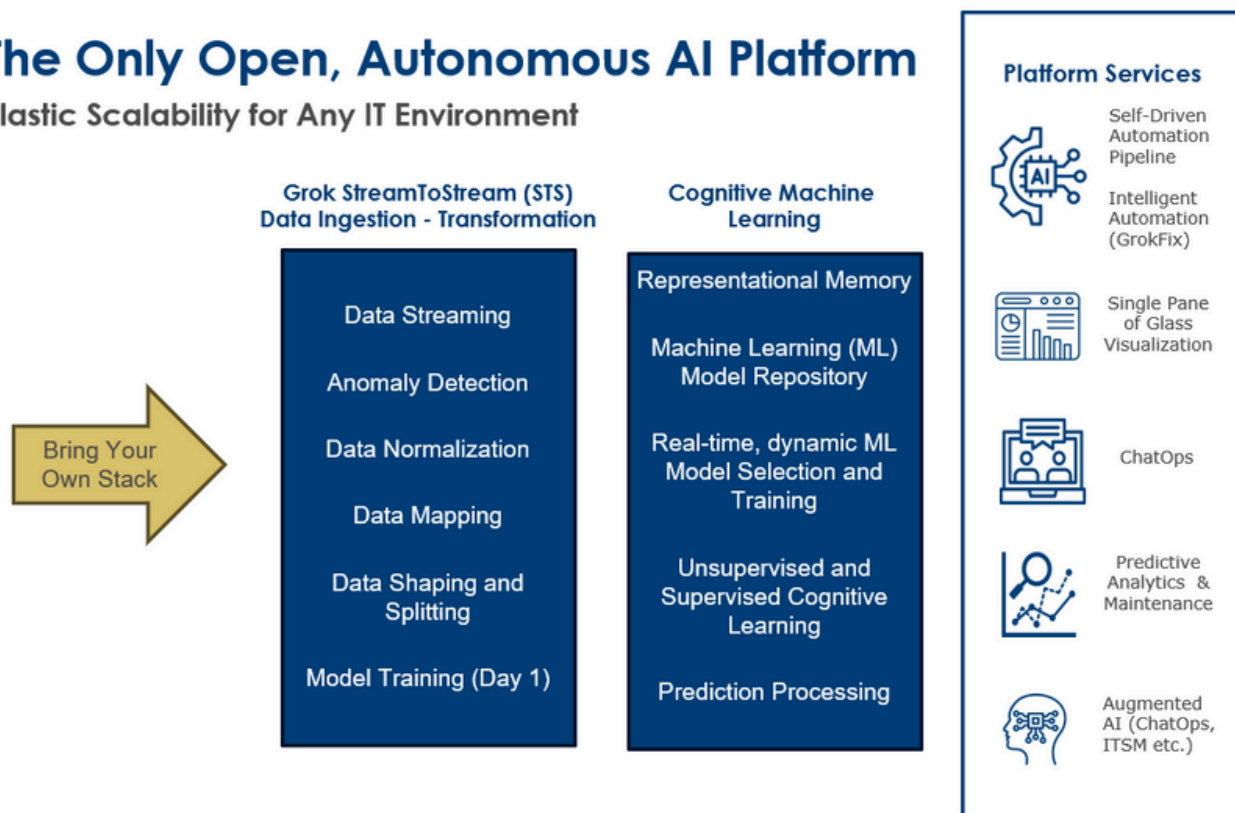 The Only Open, Autonomous AI Platform
Elastic Scalability for Any IT Environment
Bring Your
Own Stack
Grok StreamToStream (STS)
Data Ingestion - Transformation
Data Streaming
Anomaly Detection
Data Normalization
Data Mapping
Data Shaping and
Splitting
Model Training (Day 1)
Cognitive Machine
Learning
Representational Memory
Machine Learning (ML)
Model Repository
Real-time, dynamic ML
Model Selection and
Training
Unsupervised and
Supervised Cognitive
Learning
Prediction Processing
Platform Services
AI
Self-Driven
Automation
Pipeline
Intelligent
Automation
(GrokFix)
Single Pane
of Glass
Visualization
ChatOps
Predictive
Analytics &
Maintenance
Augmented
AI (ChatOps,
ITSM etc.)